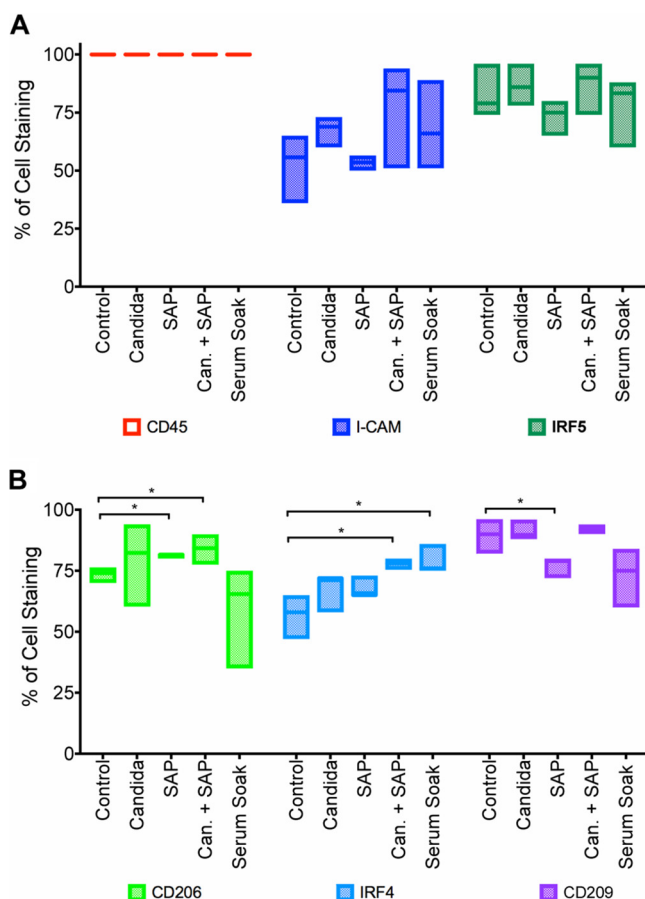 A
% of Cell Staining
100
75
50
25
0
Control
Candida
SAP
Can. + SAP
Serum Soak
Control
Candida
SAP
Can. + SAP
Serum Soak
Control
Candida
SAP
Can. + SAP
Serum Soak
CD45
I-CAM
IRF5
B
% of Cell Staining
100
75
50
25
0
*
*
*
*
*
Control
Candida
SAP
Can. + SAP
Serum Soak
Control
Candida
SAP
Can. + SAP
Serum Soak
Control
Candida
SAP
Can. + SAP
Serum Soak
CD206
IRF4
CD209